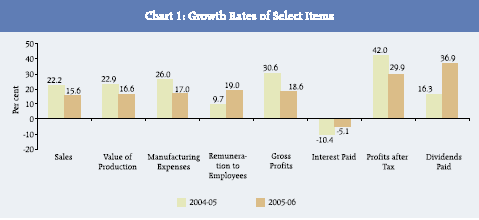 Chart 1: Growth Rates of Select Items
Per cent
50
40
30
20
10
0
-10
-20
22.2
15.6
22.9
16.6
26.0
17.0
9.7
19.0
30.6
18.6
-10.4
-5.1
42.0
29.9
16.3
36.9
Sales
Value of
Production
Manufacturing
Expenses
Remunera-
tion to
Employees
Gross
Profits
Interest Paid
Profits after
Tax
Dividends
Paid
2004-05
2005-06